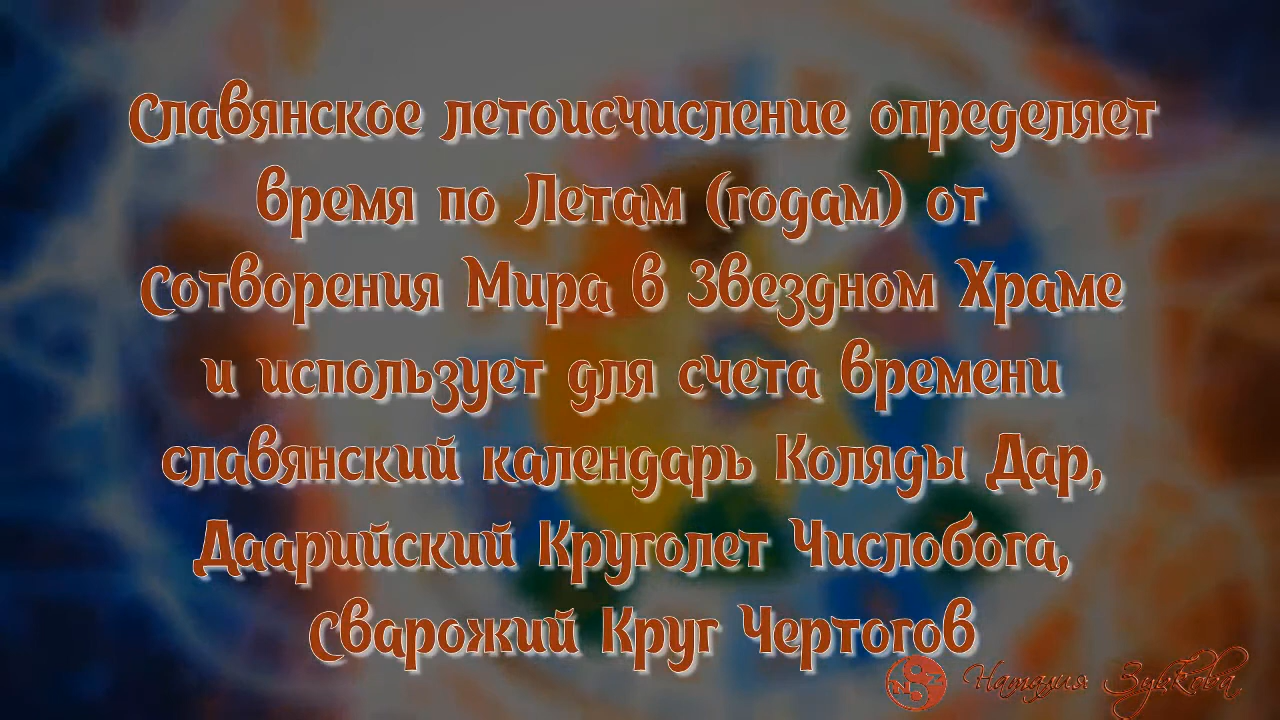 Славянское летоисчисление определяет
время по Летам (годам) от
Сотворения Мира в Звездном Храме
и использует для счета времени
славянский календарь Коляды Дар,
Даарийский Круголет Числобога,
Сварожий Круг Чертогов
Наталия Зубкова